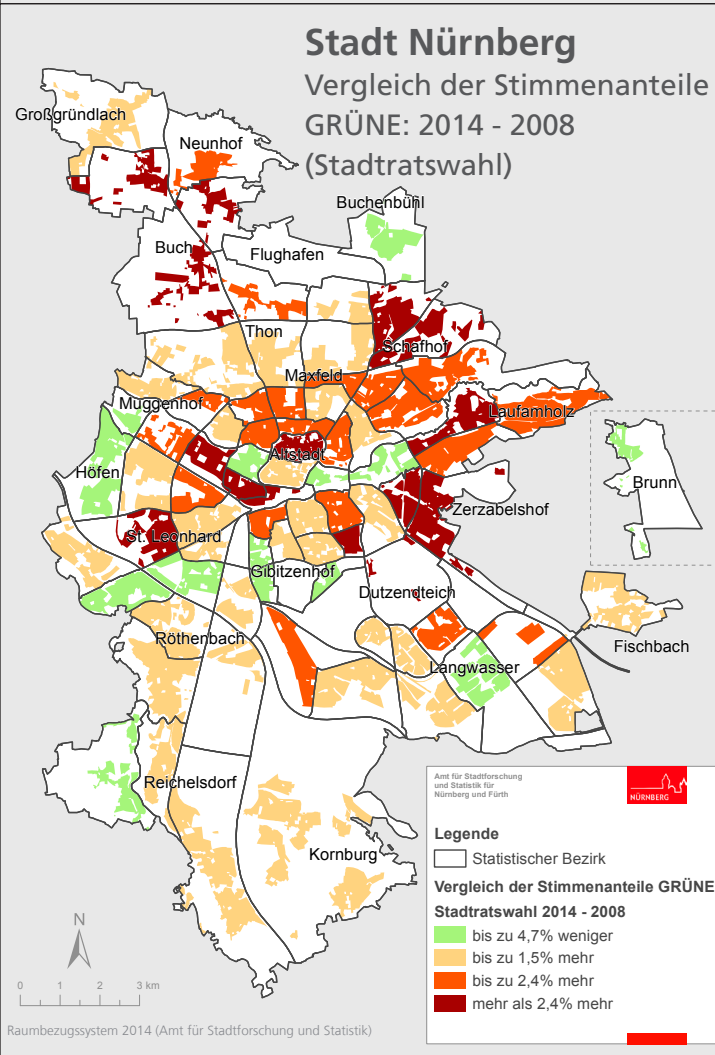 Stadt Nürnberg
Vergleich der Stimmenanteile
GRÜNE: 2014 - 2008
(Stadtratswahl)
Großgründlach
Neunhof
Buchenbühl
Buch
Flughafen
Thon
Schafhof
Maxfeld
Muggenhof
Laufamholz
Altstadt
Höfen
Brunn
Zerzabelshof
St. Leonhard
Gibitzenhof
Dutzendteich
Röthenbach
Fischbach
Langwasser
Reichelsdorf
Kornburg
Amt für Stadtforschung
und Statistik für
Nürnberg und Fürth
NÜRNBERG
Legende
Statistischer Bezirk
Vergleich der Stimmenanteile GRÜNE
Stadtratswahl 2014 - 2008
bis zu 4,7% weniger
bis zu 1,5% mehr
bis zu 2,4% mehr
mehr als 2,4% mehr
N
0 1 2 3 km
Raumbezugssystem 2014 (Amt für Stadtforschung und Statistik)